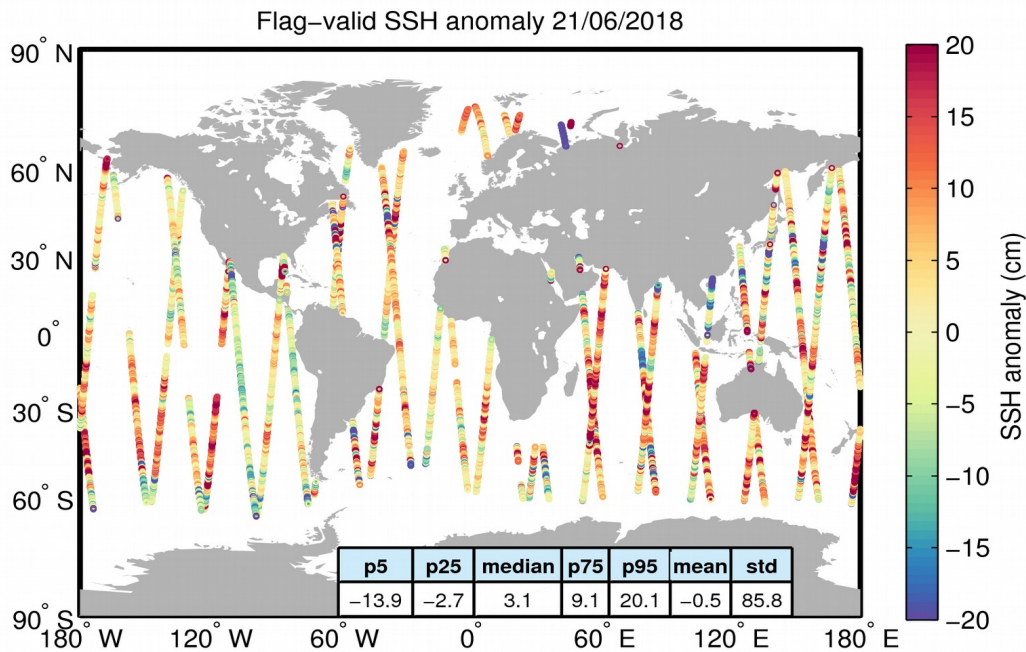 Flag−valid SSH anomaly 21/06/2018
90° N
60° N
30° N
0°
30° S
60° S
90° S
180° W
120° W
60° W
0°
60° E
120° E
180° E
p5 p25 median p75 p95 mean std
−13.9 −2.7 3.1 9.1 20.1 −0.5 85.8
20
15
10
5
0
−5
−10
−15
−20
SSH anomaly (cm)